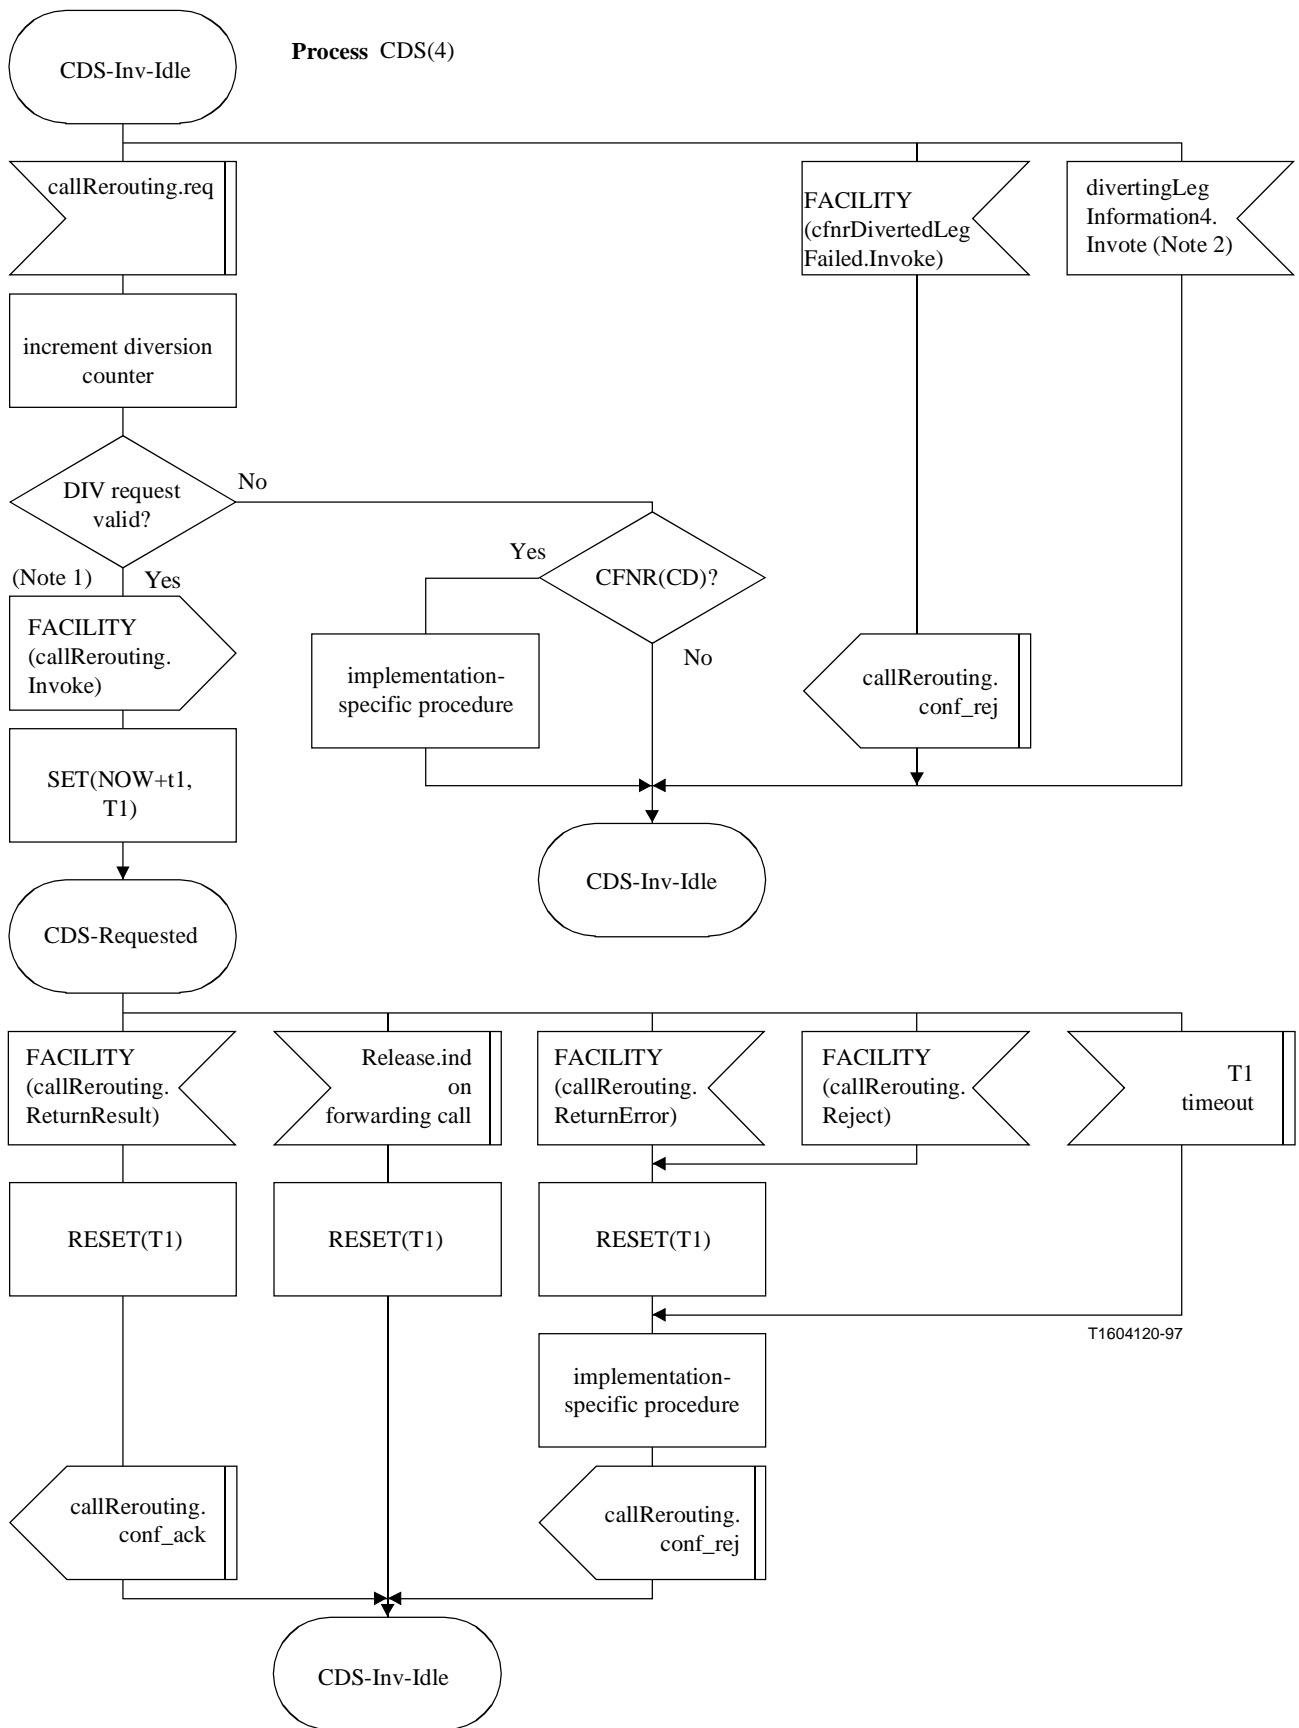 Process CDS(4)
CDS-Inv-Idle
callRerouting.req
FACILITY
(cfnrDivertedLeg
Failed.Invoke)
divertingLeg
Information4.
Invote (Note 2)
increment diversion
counter
DIV request
valid?
No
(Note 1)
Yes
CFNR(CD)?
Yes
No
FACILITY
(callRerouting.
Invoke)
implementation-
specific procedure
callRerouting.
conf_rej
SET(NOW+t1,
T1)
CDS-Inv-Idle
CDS-Requested
FACILITY
(callRerouting.
ReturnResult)
Release.ind
on
forwarding call
FACILITY
(callRerouting.
ReturnError)
FACILITY
(callRerouting.
Reject)
T1
timeout
RESET(T1)
RESET(T1)
RESET(T1)
T1604120-97
implementation-
specific procedure
callRerouting.
conf_ack
callRerouting.
conf_rej
CDS-Inv-Idle